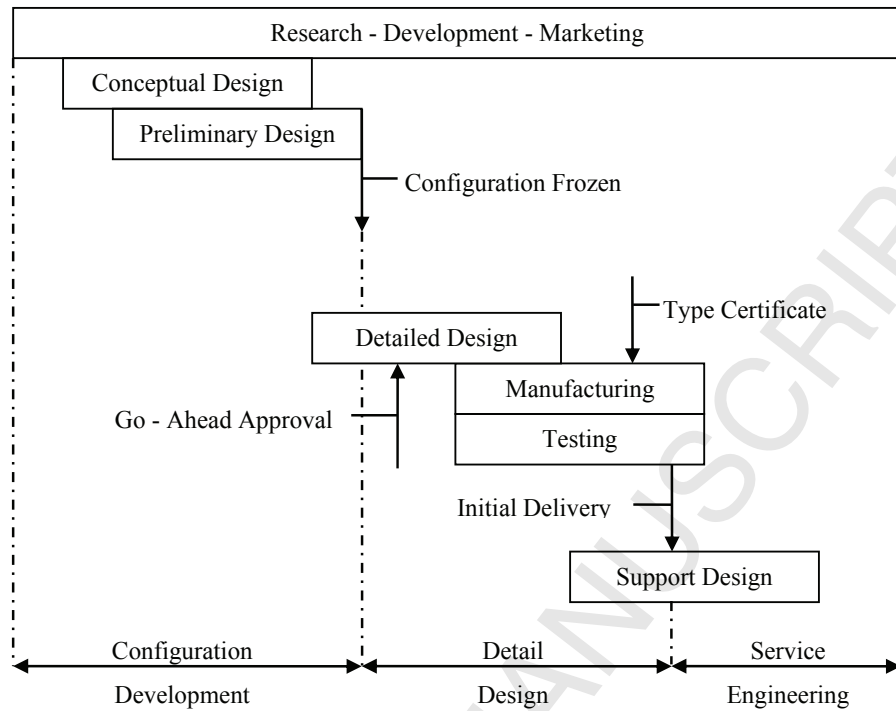 Research - Development - Marketing
Conceptual Design
Preliminary Design
Configuration Frozen
Type Certificate
Detailed Design
Manufacturing
Go - Ahead Approval
Testing
Initial Delivery
Support Design
Configuration Detail Service
Development Design Engineering
ANUSCRIPT